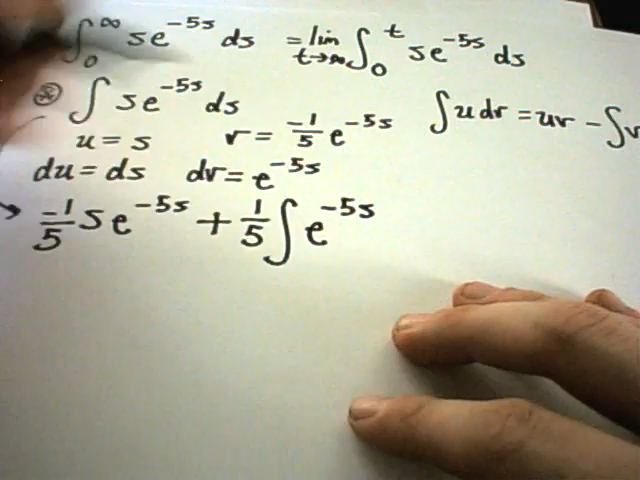 ∫₀^∞ se^{-5s} ds = lim_{t→∞} ∫₀^t se^{-5s} ds
⊛ ∫ se^{-5s} ds ∫ u dv = uv - ∫ v
u = s v = -1/5 e^{-5s}
du = ds dv = e^{-5s}
→ -1/5 se^{-5s} + 1/5 ∫ e^{-5s}